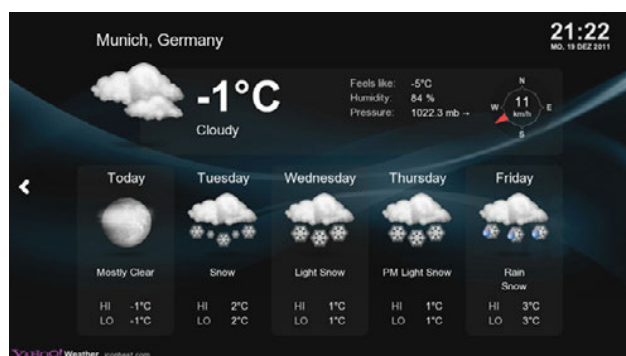 Munich, Germany
21:22
MO. 19 DEZ 2011
-1°C
Cloudy
Feels like: -5°C
Humidity: 84 %
Pressure: 1022.3 mb →
N
W 11 E
km/h
S
Today Tuesday Wednesday Thursday Friday
Mostly Clear Snow Light Snow PM Light Snow Rain
Snow
HI -1°C HI 2°C HI 1°C HI 1°C HI 3°C
LO -1°C LO 2°C LO 1°C LO 1°C LO 3°C
YAHOO! Weather iconbest.com